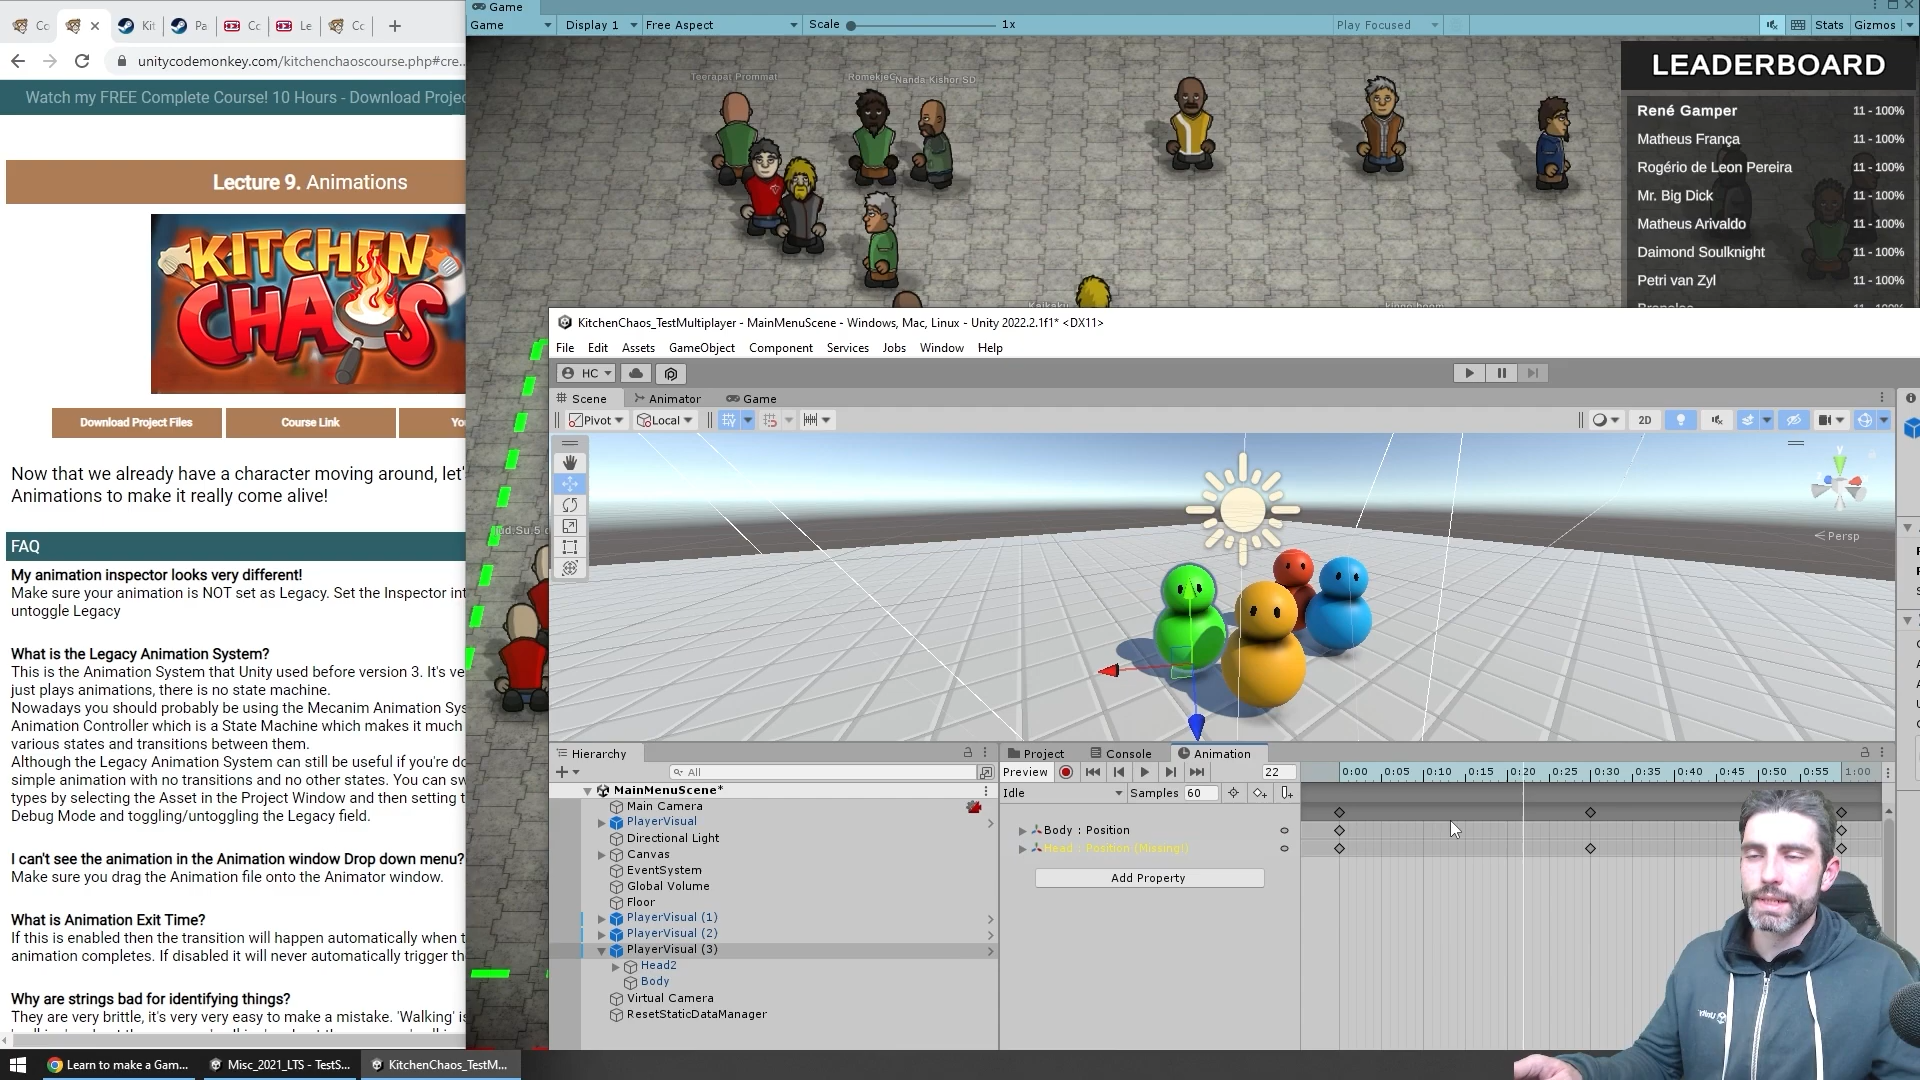 Cc
Kit
Pa
Cc
Le
Cc
unitycodemonkey.com/kitchenchaoscourse.php#cre...
Watch my FREE Complete Course! 10 Hours - Download Projec
Lecture 9. Animations
KITCHEN
CHAOS
Download Project Files
Course Link
Yo
Now that we already have a character moving around, let'
Animations to make it really come alive!
FAQ
My animation inspector looks very different!
Make sure your animation is NOT set as Legacy. Set the Inspector int
untoggle Legacy
What is the Legacy Animation System?
This is the Animation System that Unity used before version 3. It's ve
just plays animations, there is no state machine.
Nowadays you should probably be using the Mecanim Animation Sys
Animation Controller which is a State Machine which makes it much
various states and transitions between them.
Although the Legacy Animation System can still be useful if you're do
simple animation with no transitions and no other states. You can sw
types by selecting the Asset in the Project Window and then setting t
Debug Mode and toggling/untoggling the Legacy field.
I can't see the animation in the Animation window Drop down menu?
Make sure you drag the Animation file onto the Animator window.
What is Animation Exit Time?
If this is enabled then the transition will happen automatically when t
animation completes. If disabled it will never automatically trigger th
Why are strings bad for identifying things?
They are very brittle, it's very very easy to make a mistake. 'Walking' is
Game
Game Display 1 Free Aspect Scale 1x Play Focused Stats Gizmos
Teerapat Prommat
Nanda Kishor SD
LEADERBOARD
René Gamper 11 - 100%
Matheus França 11 - 100%
Rogério de Leon Pereira 11 - 100%
Mr. Big Dick 11 - 100%
Matheus Arivaldo 11 - 100%
Daimond Soulknight 11 - 100%
Petri van Zyl 11 - 100%
KitchenChaos_TestMultiplayer - MainMenuScene - Windows, Mac, Linux - Unity 2022.2.1f1* <DX11>
File Edit Assets GameObject Component Services Jobs Window Help
HC
Scene Animator Game
Pivot Local 2D
y
Persp
Hierarchy
All
MainMenuScene*
Main Camera
PlayerVisual
Directional Light
Canvas
EventSystem
Global Volume
Floor
PlayerVisual (1)
PlayerVisual (2)
PlayerVisual (3)
Head2
Body
Virtual Camera
ResetStaticDataManager
Project Console Animation
Preview 22
0:00 0:05 0:10 0:15 0:20 0:25 0:30 0:35 0:40 0:45 0:50 0:55 1:00
Idle Samples 60
Body : Position
Head : Position (Missing!)
Add Property
Learn to make a Gam...
Misc_2021_LTS - TestS...
KitchenChaos_TestM...